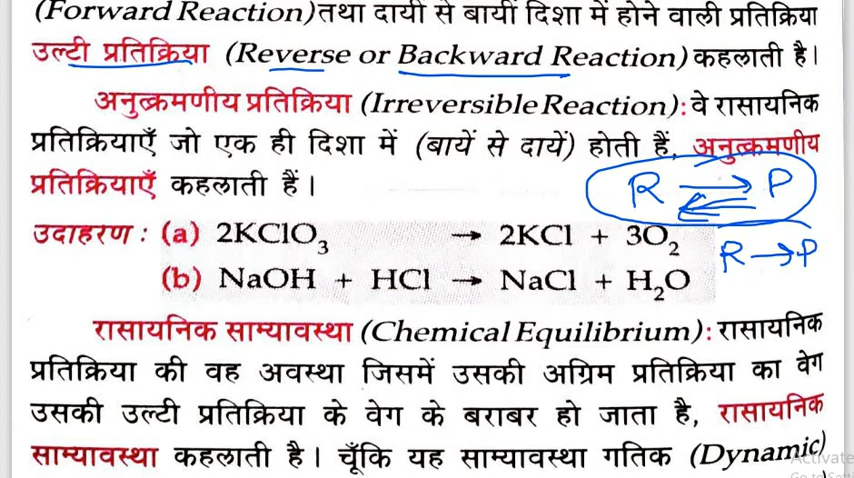 (Forward Reaction) तथा दायीं से बायीं दिशा में होने वाली प्रतिक्रिया
उल्टी प्रतिक्रिया (Reverse or Backward Reaction) कहलाती है।
अनुत्क्रमणीय प्रतिक्रिया (Irreversible Reaction): वे रासायनिक
प्रतिक्रियाएँ जो एक ही दिशा में (बायें से दायें) होती हैं, अनुत्क्रमणीय
प्रतिक्रियाएँ कहलाती हैं।
R ⇌ P
उदाहरण : (a) 2KClO₃ → 2KCl + 3O₂
R → P
(b) NaOH + HCl → NaCl + H₂O
रासायनिक साम्यावस्था (Chemical Equilibrium): रासायनिक
प्रतिक्रिया की वह अवस्था जिसमें उसकी अग्रिम प्रतिक्रिया का वेग
उसकी उल्टी प्रतिक्रिया के वेग के बराबर हो जाता है, रासायनिक
साम्यावस्था कहलाती है। चूँकि यह साम्यावस्था गतिक (Dynamic)
Activate